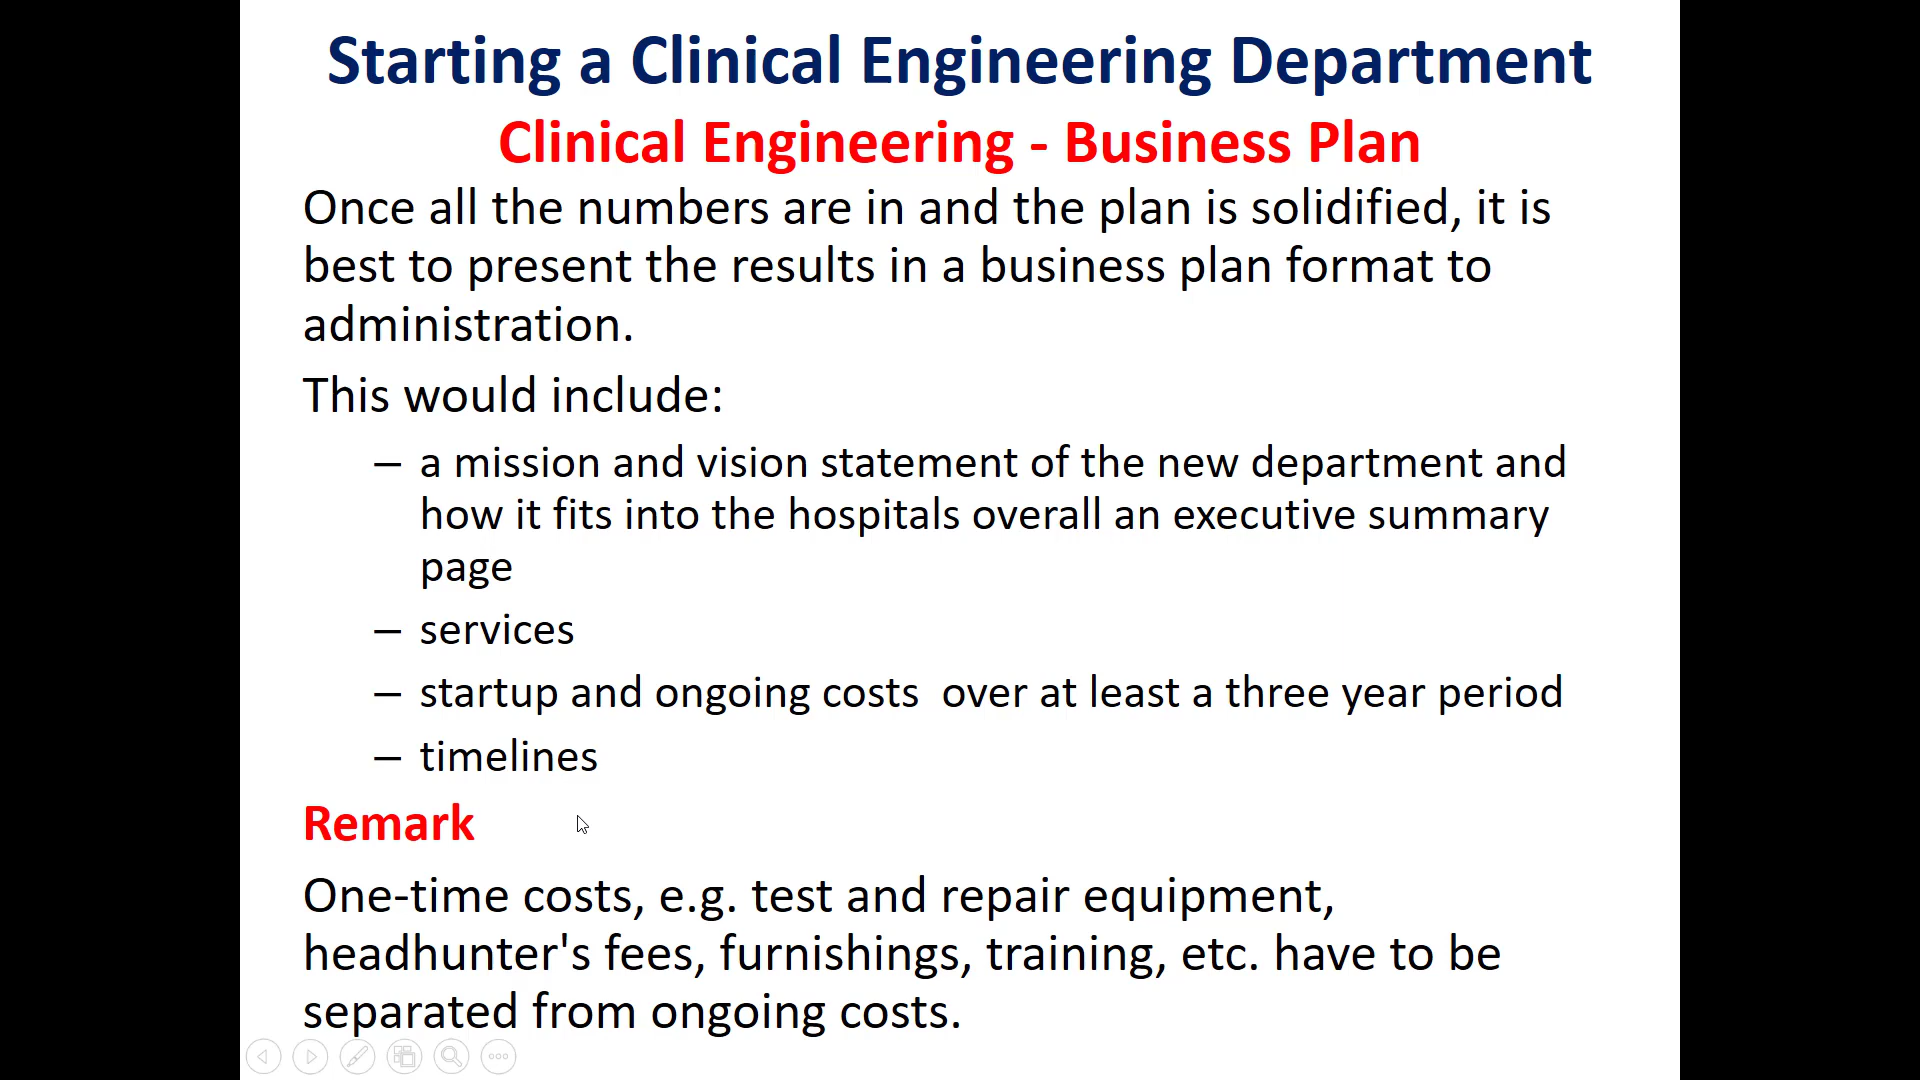 Starting a Clinical Engineering Department
Clinical Engineering - Business Plan
Once all the numbers are in and the plan is solidified, it is
best to present the results in a business plan format to
administration.
This would include:
– a mission and vision statement of the new department and
how it fits into the hospitals overall an executive summary
page
– services
– startup and ongoing costs  over at least a three year period
– timelines
Remark
One-time costs, e.g. test and repair equipment,
headhunter's fees, furnishings, training, etc. have to be
separated from ongoing costs.